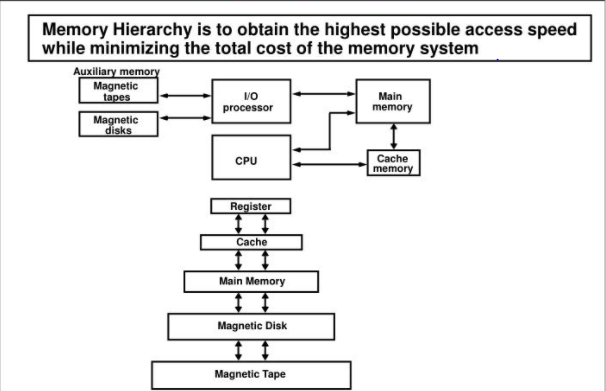 Memory Hierarchy is to obtain the highest possible access speed
while minimizing the total cost of the memory system
Auxiliary memory
Magnetic
tapes
I/O
processor
Main
memory
Magnetic
disks
CPU
Cache
memory
Register
Cache
Main Memory
Magnetic Disk
Magnetic Tape